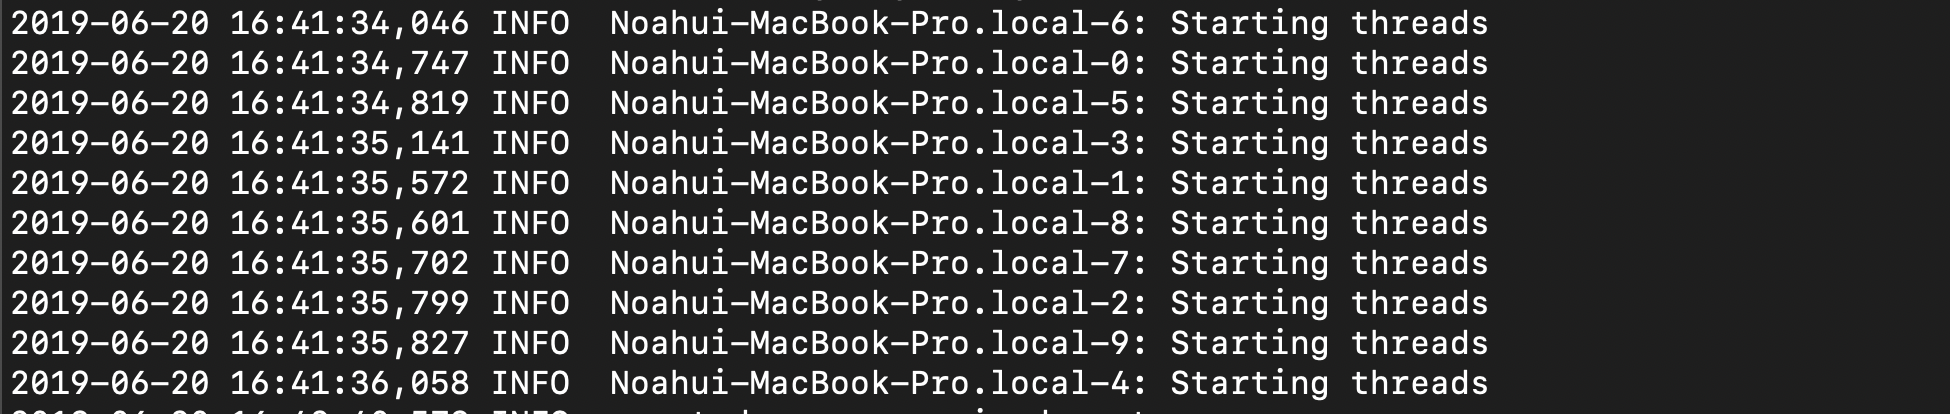 2019-06-20 16:41:34,046 INFO  Noahui-MacBook-Pro.local-6: Starting threads
2019-06-20 16:41:34,747 INFO  Noahui-MacBook-Pro.local-0: Starting threads
2019-06-20 16:41:34,819 INFO  Noahui-MacBook-Pro.local-5: Starting threads
2019-06-20 16:41:35,141 INFO  Noahui-MacBook-Pro.local-3: Starting threads
2019-06-20 16:41:35,572 INFO  Noahui-MacBook-Pro.local-1: Starting threads
2019-06-20 16:41:35,601 INFO  Noahui-MacBook-Pro.local-8: Starting threads
2019-06-20 16:41:35,702 INFO  Noahui-MacBook-Pro.local-7: Starting threads
2019-06-20 16:41:35,799 INFO  Noahui-MacBook-Pro.local-2: Starting threads
2019-06-20 16:41:35,827 INFO  Noahui-MacBook-Pro.local-9: Starting threads
2019-06-20 16:41:36,058 INFO  Noahui-MacBook-Pro.local-4: Starting threads